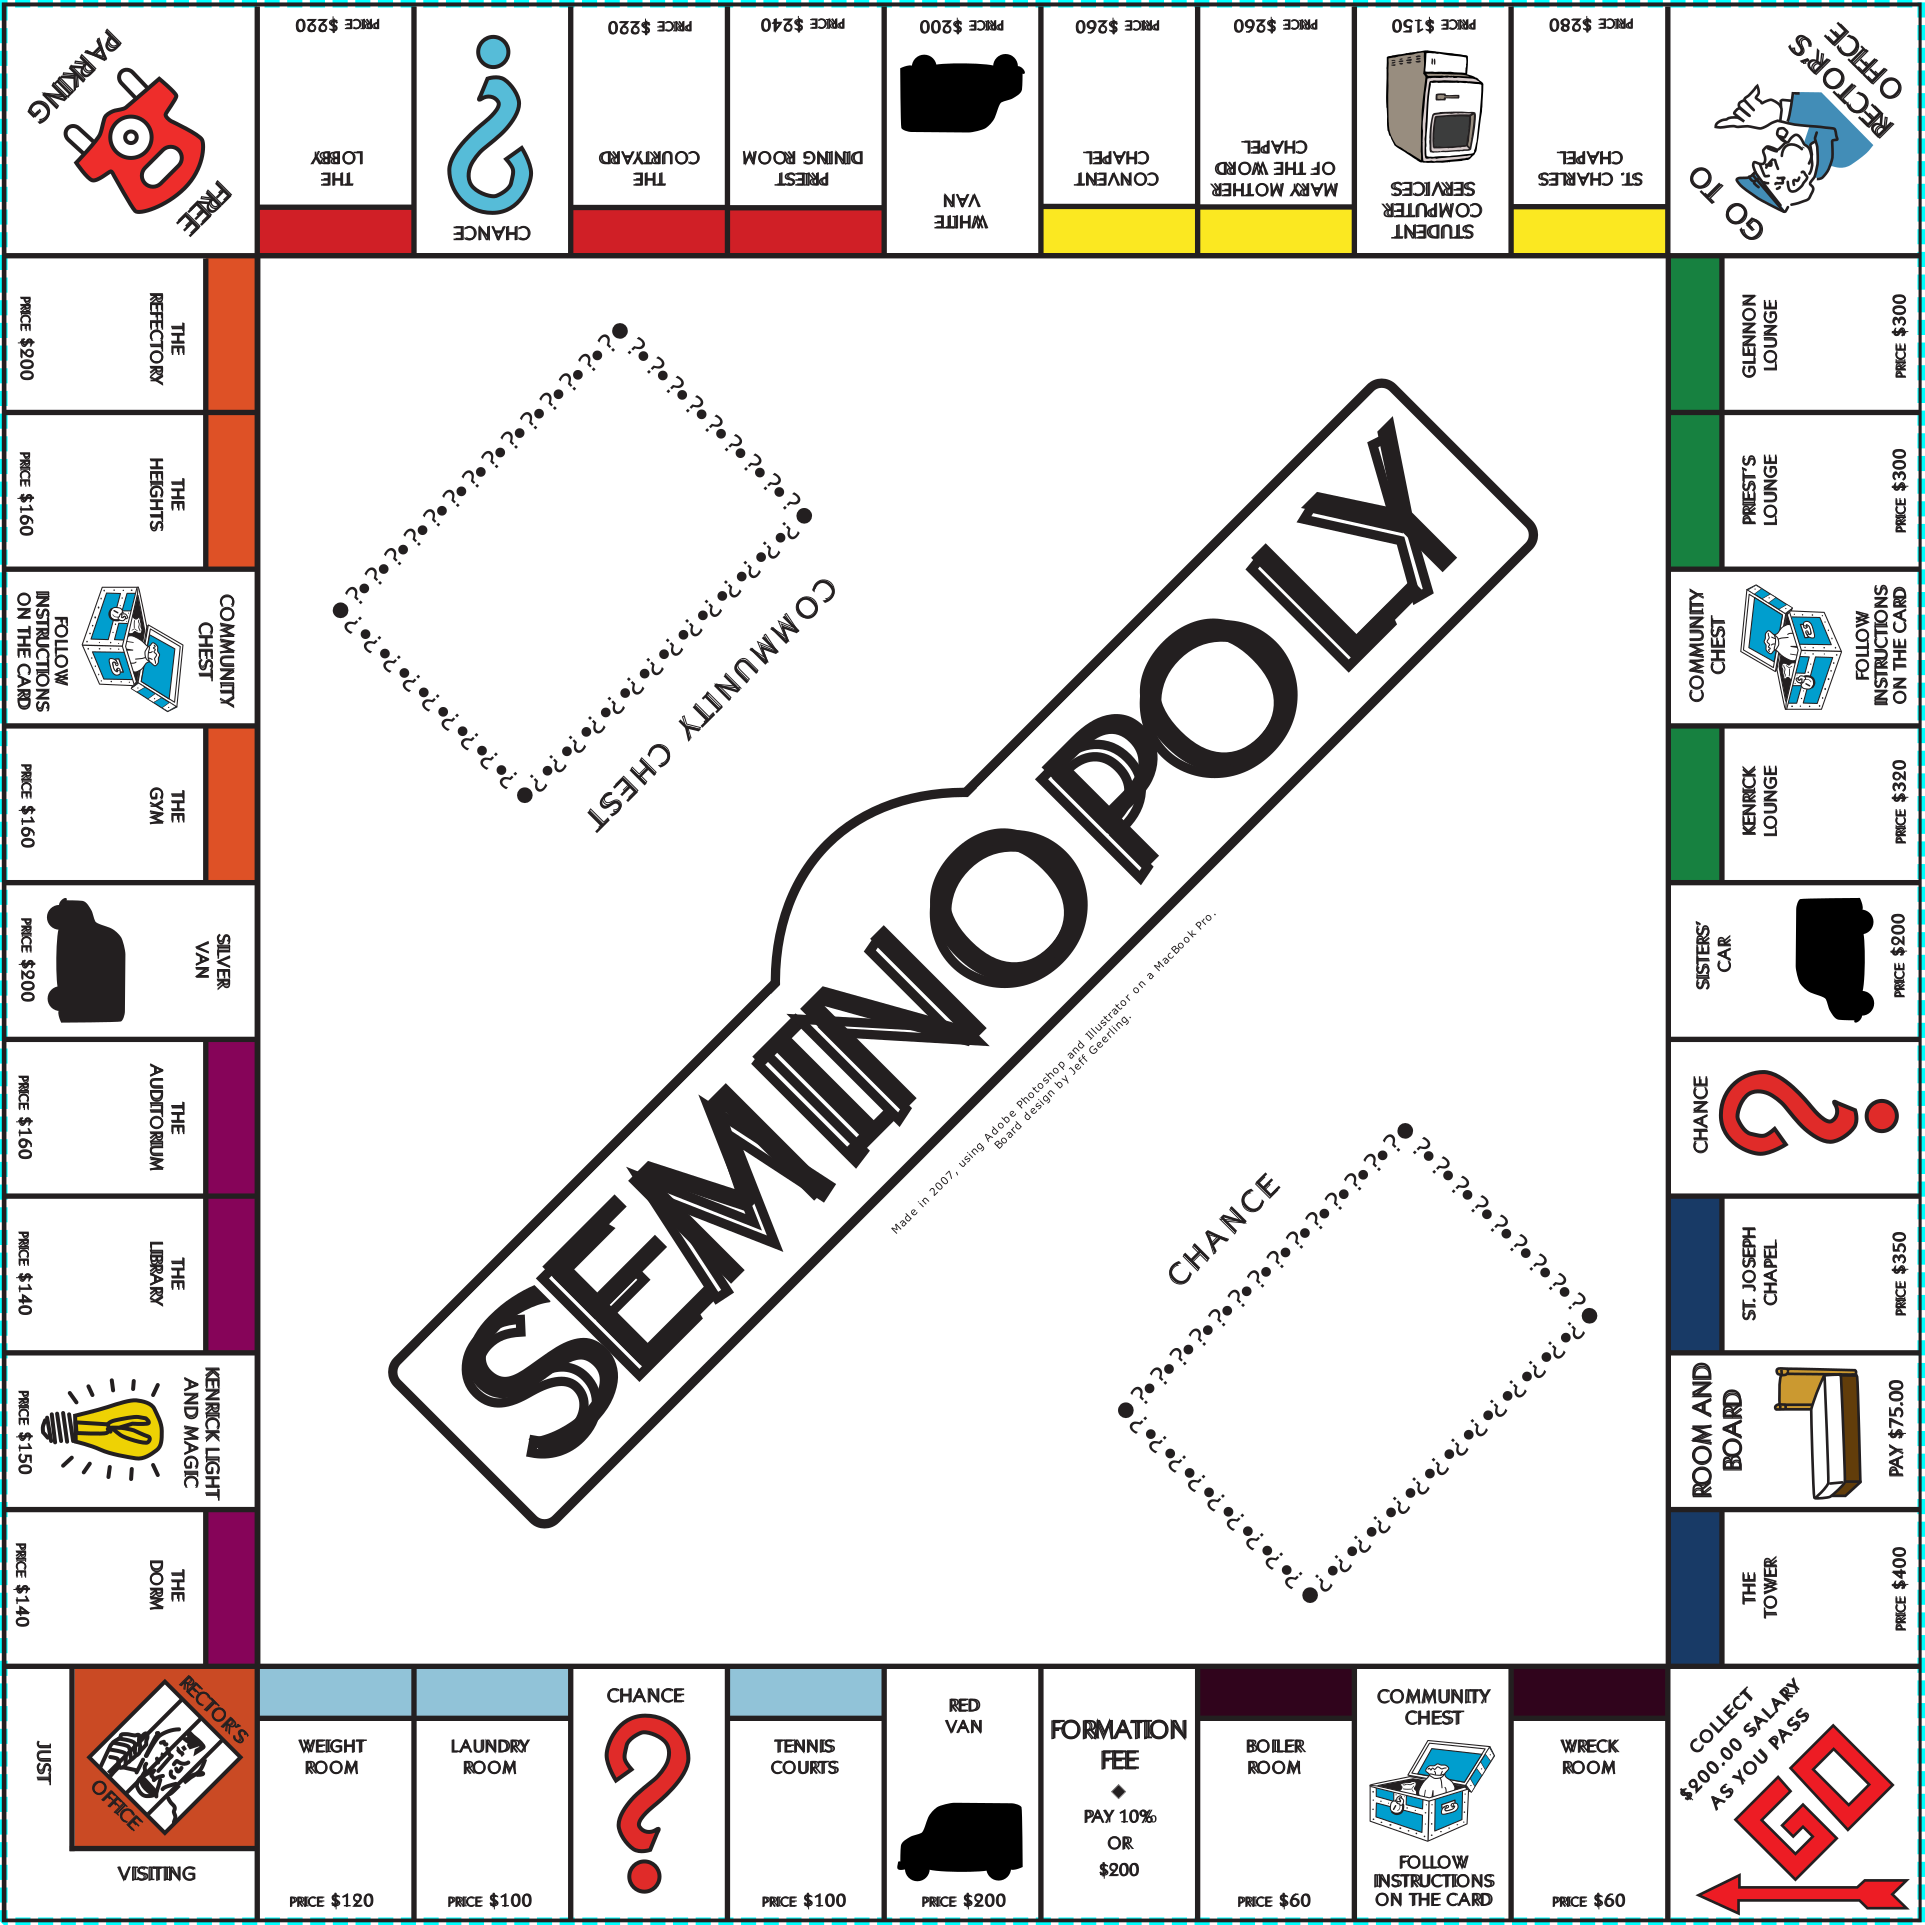 FREE
PARKING
THE
LOBBY
PRICE $220
CHANCE
THE
COURTYARD
PRICE $220
PRIEST
DINING ROOM
PRICE $240
WHITE
VAN
PRICE $200
CONVENT
CHAPEL
PRICE $260
MARY MOTHER
OF THE WORD
CHAPEL
PRICE $260
STUDENT
COMPUTER
SERVICES
PRICE $150
ST. CHARLES
CHAPEL
PRICE $280
GO TO
RECTOR'S
OFFICE
GLENNON
LOUNGE
PRICE $300
PRIEST'S
LOUNGE
PRICE $300
COMMUNITY
CHEST
FOLLOW
INSTRUCTIONS
ON THE CARD
KENRICK
LOUNGE
PRICE $320
SISTERS'
CAR
PRICE $200
CHANCE
ST. JOSEPH
CHAPEL
PRICE $350
ROOM AND
BOARD
PAY $75.00
THE
TOWER
PRICE $400
COLLECT
$200.00 SALARY
AS YOU PASS
GO
WRECK
ROOM
PRICE $60
COMMUNITY
CHEST
FOLLOW
INSTRUCTIONS
ON THE CARD
BOILER
ROOM
PRICE $60
FORMATION
FEE
PAY 10%
OR
$200
RED
VAN
PRICE $200
TENNIS
COURTS
PRICE $100
CHANCE
LAUNDRY
ROOM
PRICE $100
WEIGHT
ROOM
PRICE $120
JUST
VISITING
RECTOR'S
OFFICE
THE
DORM
PRICE $140
KENRICK LIGHT
AND MAGIC
PRICE $150
THE
LIBRARY
PRICE $140
THE
AUDITORIUM
PRICE $160
SILVER
VAN
PRICE $200
THE
GYM
PRICE $160
COMMUNITY
CHEST
FOLLOW
INSTRUCTIONS
ON THE CARD
THE
HEIGHTS
PRICE $160
THE
REFECTORY
PRICE $200
COMMUNITY CHEST
SEMINOPOLY
Made in 2007, using Adobe Photoshop and Illustrator on a MacBook Pro.
Board design by Jeff Geerling.
CHANCE